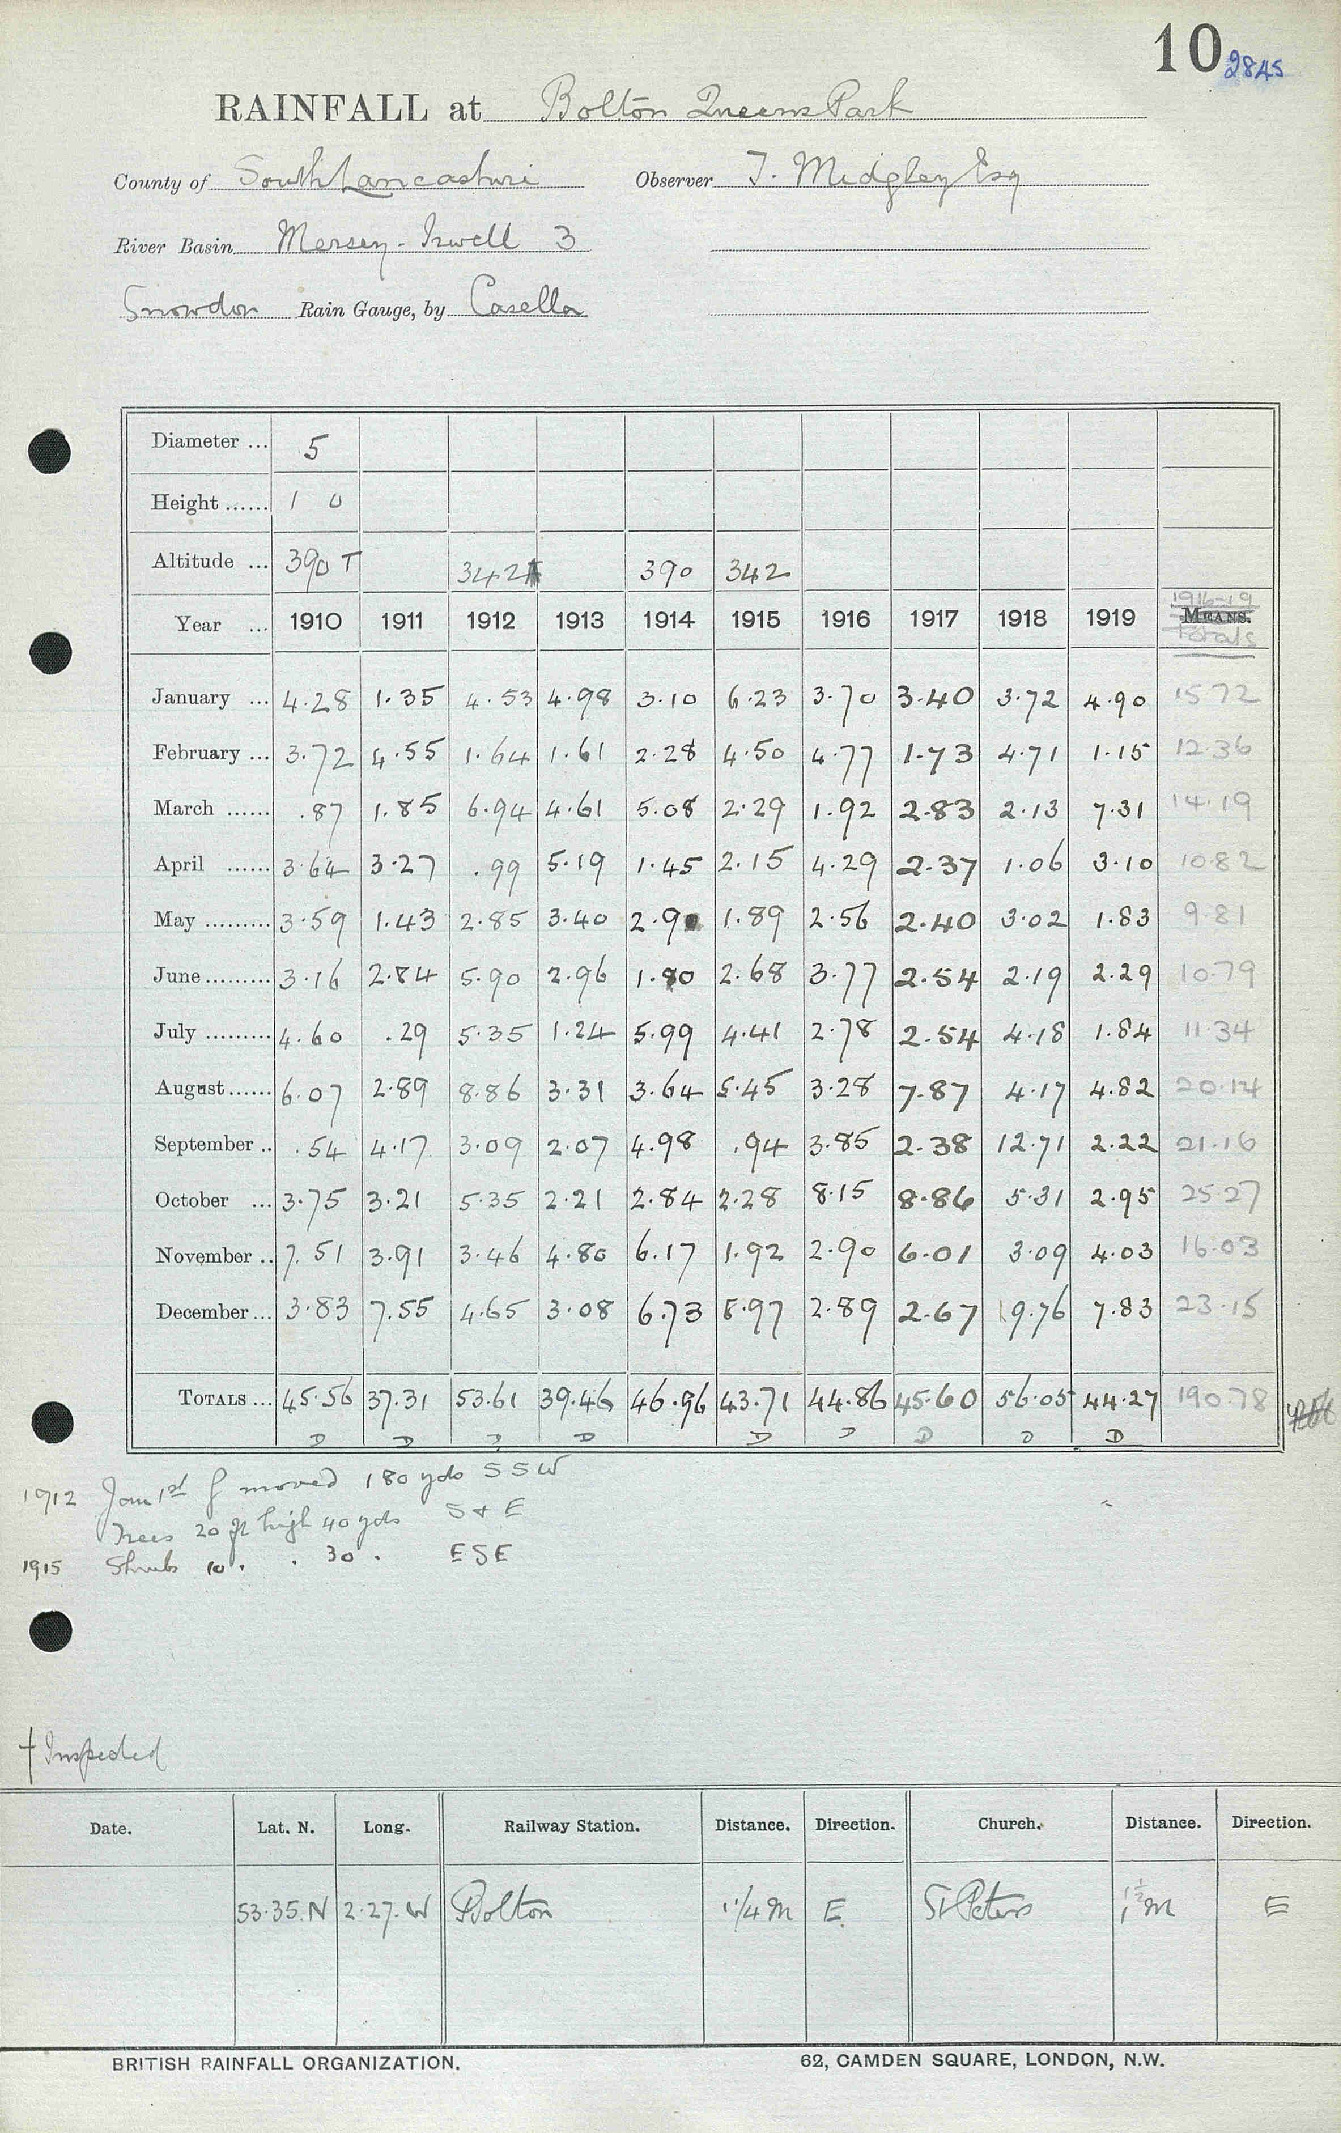 10 2845
RAINFALL at Bolton Queens Park
County of South Lancashire Observer T. Midgley Esq
River Basin Mersey - Irwell 3
Snowdon Rain Gauge, by Casella
Diameter ... 5
Height ...... 1 0
Altitude ... 390 T 342 390 342
Year ... 1910 1911 1912 1913 1914 1915 1916 1917 1918 1919 1916-19 MEANS. Totals
January ... 4.28 1.35 4.53 4.98 3.10 6.23 3.70 3.40 3.72 4.90 15.72
February ... 3.72 4.55 1.64 1.61 2.28 4.50 4.77 1.73 4.71 1.15 12.36
March ...... .87 1.85 6.94 4.61 5.08 2.29 1.92 2.83 2.13 7.31 14.19
April ...... 3.64 3.27 .99 5.19 1.45 2.15 4.29 2.37 1.06 3.10 10.82
May ......... 3.59 1.43 2.85 3.40 2.90 1.89 2.56 2.40 3.02 1.83 9.81
June ......... 3.16 2.84 5.90 2.96 1.80 2.68 3.77 2.54 2.19 2.29 10.79
July ......... 4.60 .29 5.35 1.24 5.99 4.41 2.78 2.54 4.18 1.84 11.34
August ...... 6.07 2.89 8.86 3.31 3.64 5.45 3.28 7.87 4.17 4.82 20.14
September .. .54 4.17 3.09 2.07 4.98 .94 3.85 2.38 12.71 2.22 21.16
October ... 3.75 3.21 5.35 2.21 2.84 2.28 8.15 8.86 5.31 2.95 25.27
November .. 7.51 3.91 3.46 4.80 6.17 1.92 2.90 6.01 3.09 4.03 16.03
December ... 3.83 7.55 4.65 3.08 6.73 8.97 2.89 2.67 9.76 7.83 23.15
TOTALS ... 45.56 37.31 53.61 39.46 46.96 43.71 44.86 45.60 56.05 44.27 190.78
D D D D D D D D D
1912 Jan 1st g moved 180 yds SSW
Trees 20 ft high 40 yds S & E
1915 Shrubs 10 . . 30 . ESE
† Inspected
Date. Lat. N. Long. Railway Station. Distance. Direction. Church. Distance. Direction.
53.35.N 2.27.W Bolton 1 1/4 M E. St Peters 1 1/2 M E
BRITISH RAINFALL ORGANIZATION. 62, CAMDEN SQUARE, LONDON, N.W.